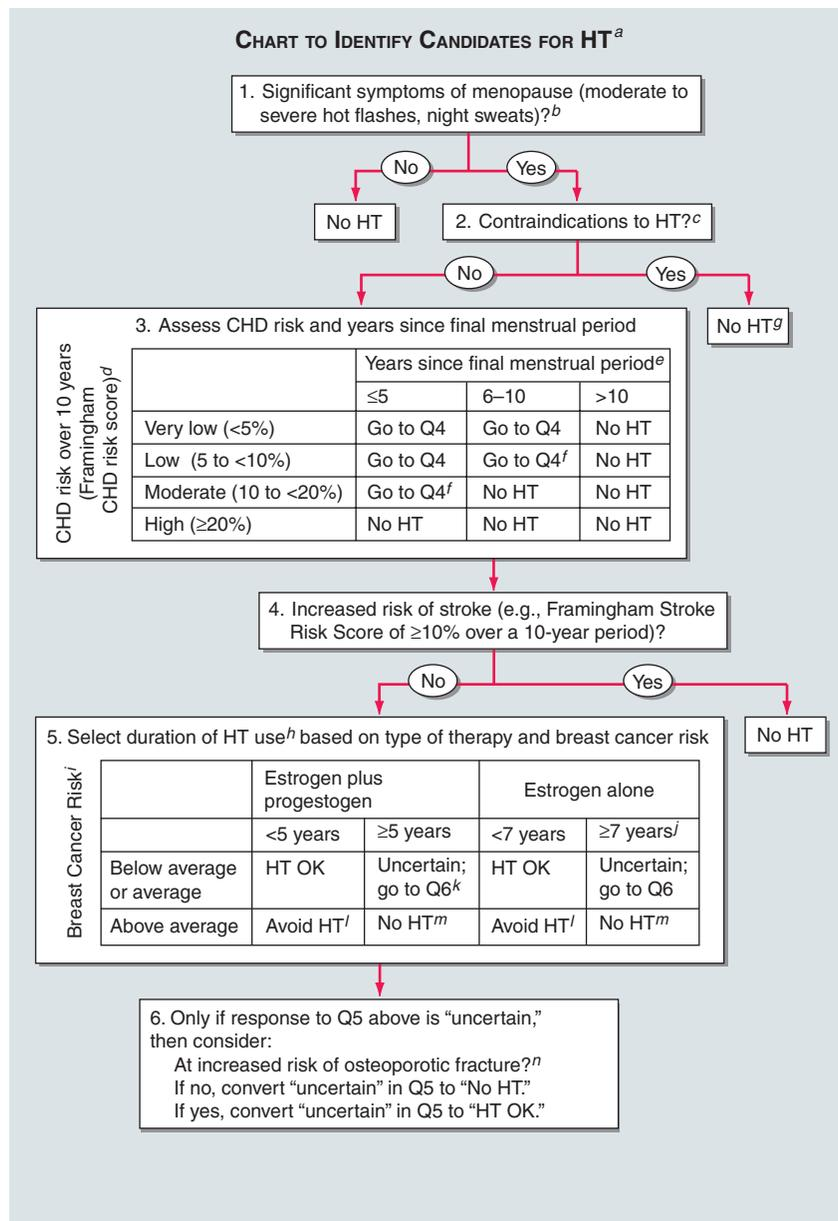 CHART TO IDENTIFY CANDIDATES FOR HTa
1. Significant symptoms of menopause (moderate to
severe hot flashes, night sweats)?b
No
Yes
No HT
2. Contraindications to HT?c
No
Yes
No HTg
3. Assess CHD risk and years since final menstrual period
CHD risk over 10 years
(Framingham
CHD risk score)d
Years since final menstrual periode
≤5 6–10 >10
Very low (<5%) Go to Q4 Go to Q4 No HT
Low (5 to <10%) Go to Q4 Go to Q4f No HT
Moderate (10 to <20%) Go to Q4f No HT No HT
High (≥20%) No HT No HT No HT
4. Increased risk of stroke (e.g., Framingham Stroke
Risk Score of ≥10% over a 10-year period)?
No
Yes
No HT
5. Select duration of HT useh based on type of therapy and breast cancer risk
Breast Cancer Riski
Estrogen plus
progestogen
Estrogen alone
<5 years ≥5 years <7 years ≥7 yearsj
Below average HT OK Uncertain; HT OK Uncertain;
or average go to Q6k go to Q6
Above average Avoid HTl No HTm Avoid HTl No HTm
6. Only if response to Q5 above is “uncertain,”
then consider:
At increased risk of osteoporotic fracture?n
If no, convert “uncertain” in Q5 to “No HT.”
If yes, convert “uncertain” in Q5 to “HT OK.”